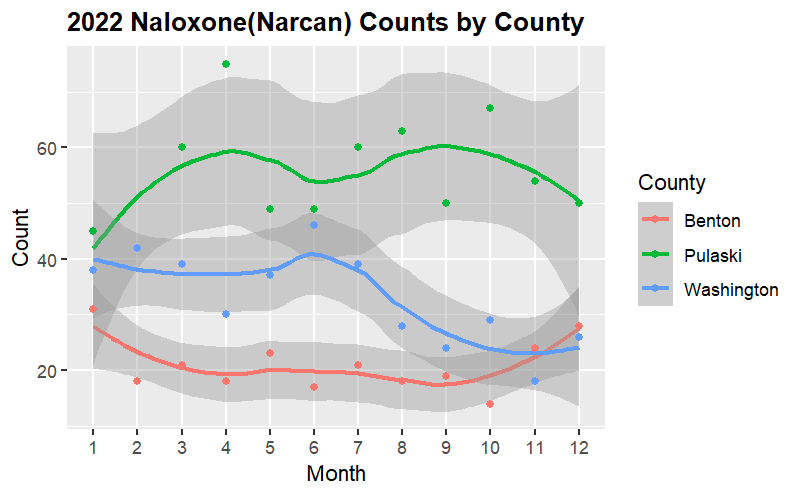 2022 Naloxone(Narcan) Counts by County
Count
60
40
20
1 2 3 4 5 6 7 8 9 10 11 12
Month
County
Benton
Pulaski
Washington